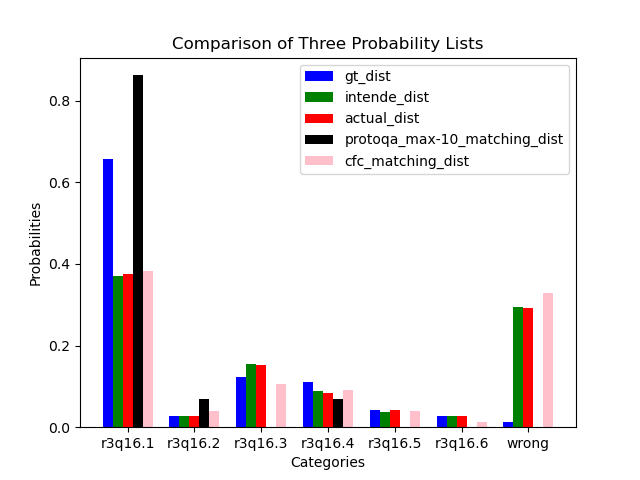 Comparison of Three Probability Lists
gt_dist
intende_dist
actual_dist
protoqa_max-10_matching_dist
cfc_matching_dist
Probabilities
0.8
0.6
0.4
0.2
0.0
r3q16.1 r3q16.2 r3q16.3 r3q16.4 r3q16.5 r3q16.6 wrong
Categories